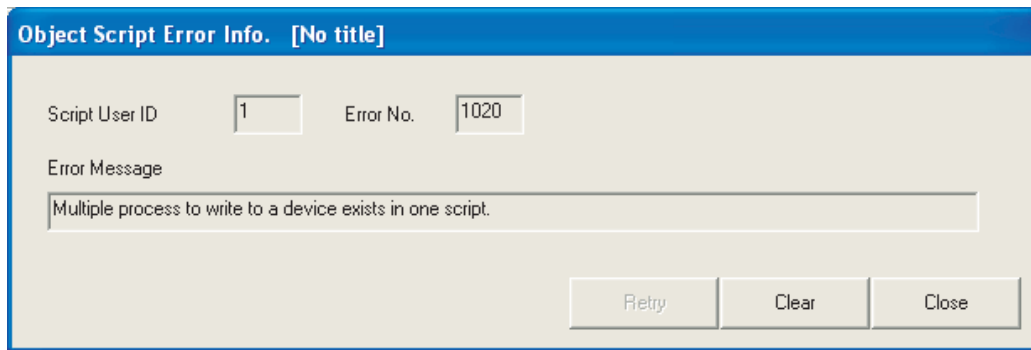 Object Script Error Info. [No title]
Script User ID 1 Error No. 1020
Error Message
Multiple process to write to a device exists in one script.
Retry Clear Close